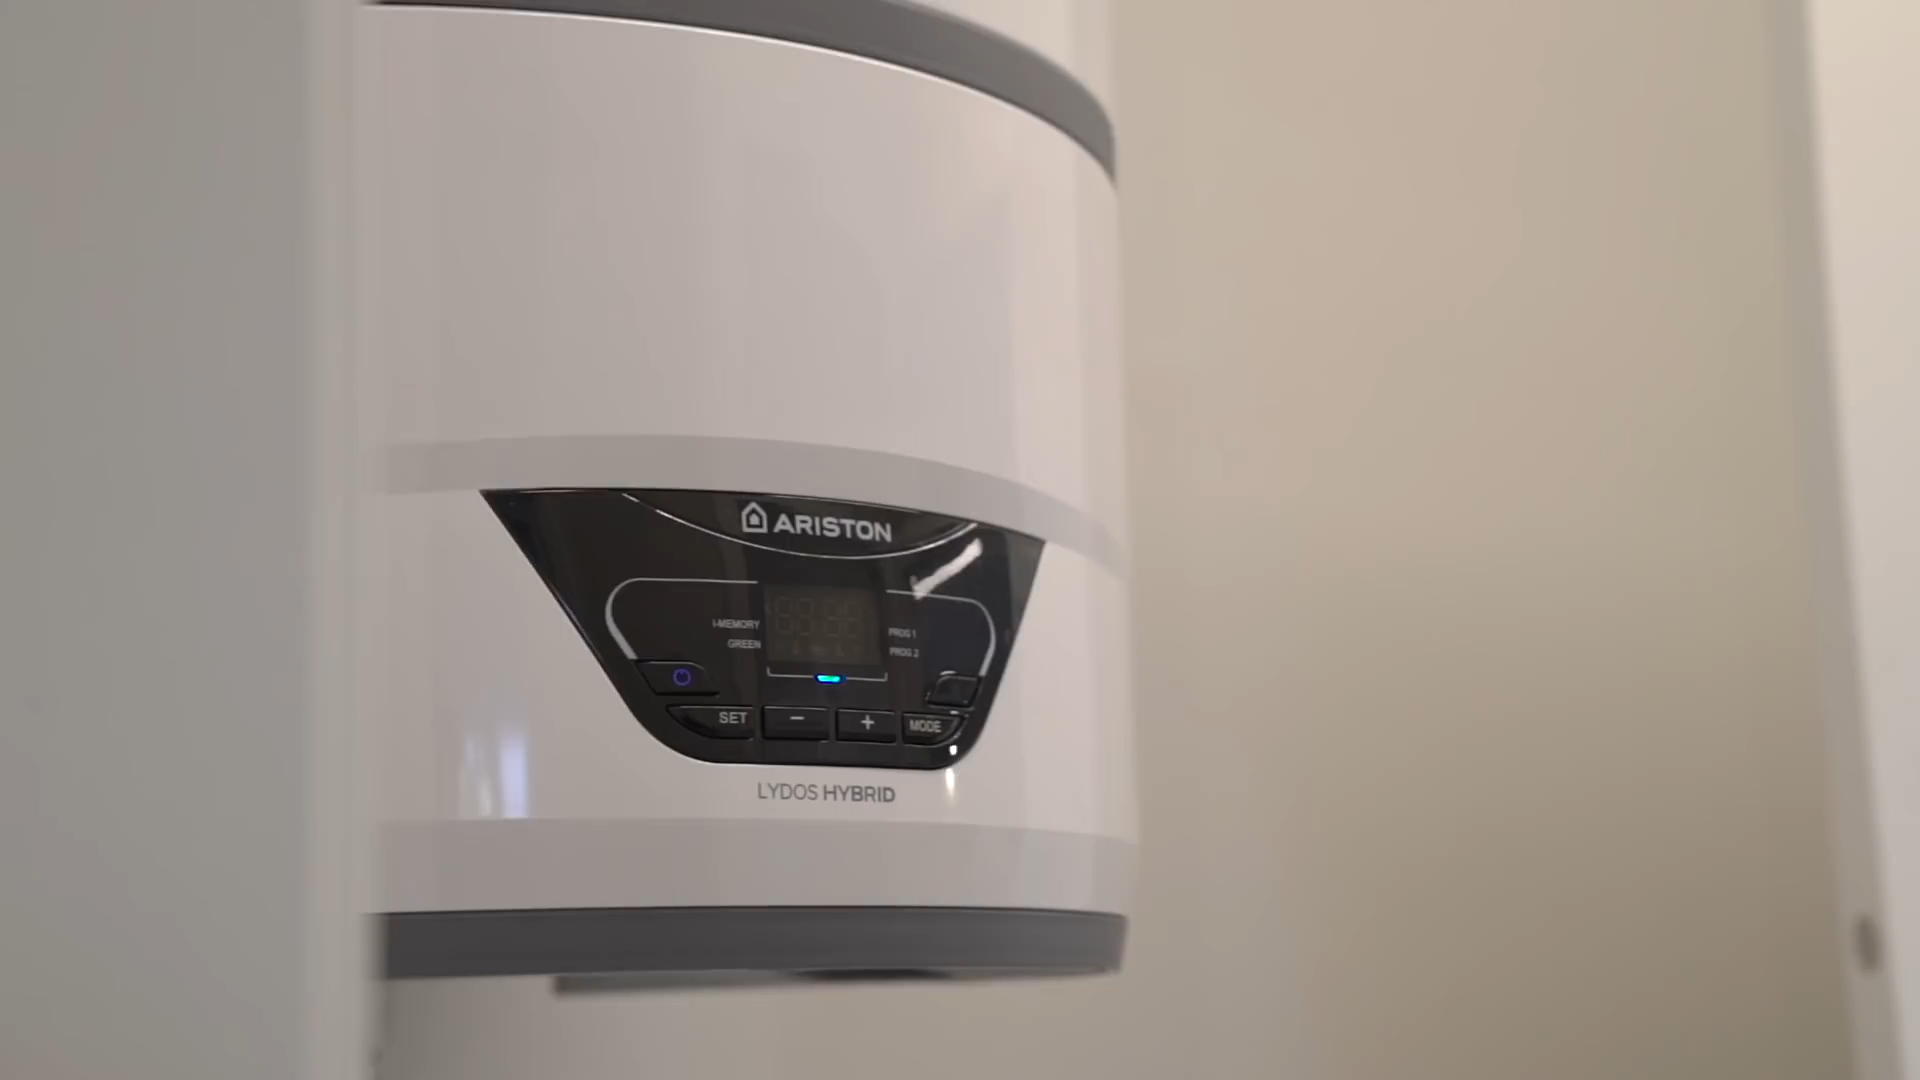 ARISTON
i-MEMORY
GREEN
PROG 1
PROG 2
SET
−
+
MODE
LYDOS HYBRID